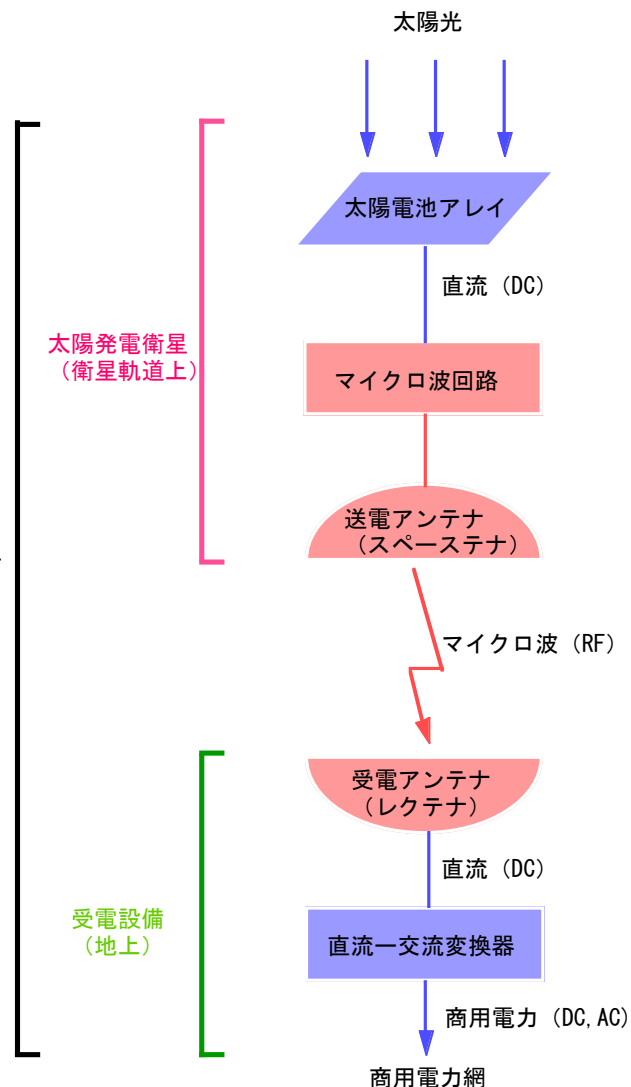 太陽光
太陽電池アレイ
直流（DC）
太陽発電衛星
（衛星軌道上）
マイクロ波回路
送電アンテナ
（スペーステナ）
マイクロ波（RF）
受電アンテナ
（レクテナ）
直流（DC）
受電設備
（地上）
直流ー交流変換器
商用電力（DC,AC）
商用電力網